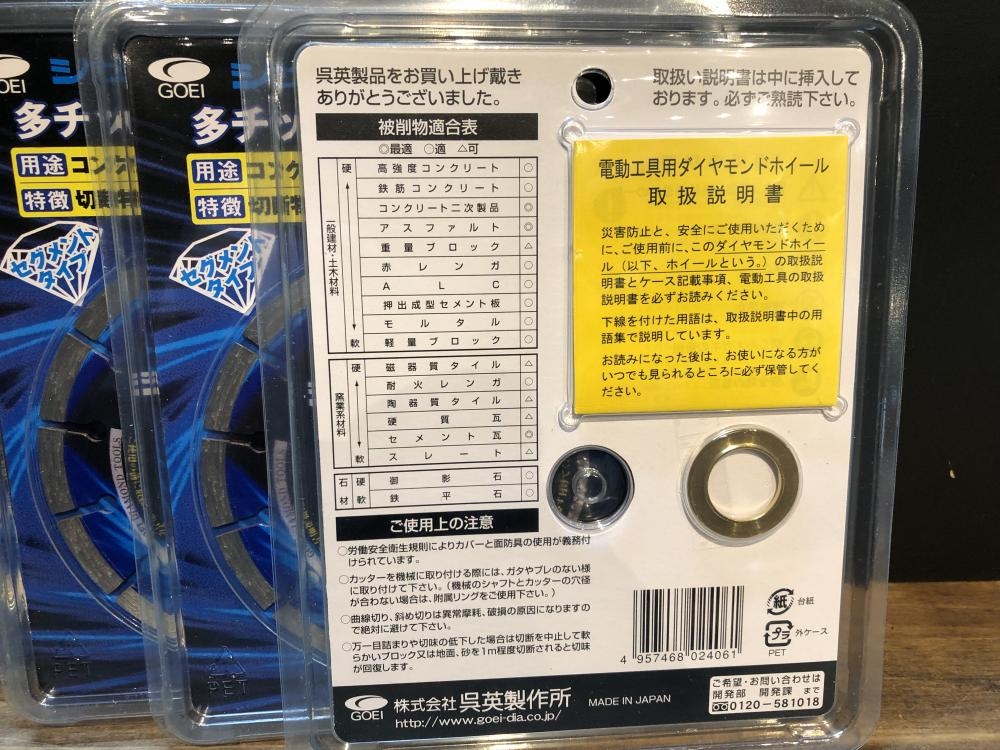 GOEI
多チッ
用途 コンク
特徴 切断特
セグメント
タイプ
DIAMOND TOOLS
PET
GOEI
多チッ
用途 コンク
特徴 切断特
セグメント
タイプ
DIAMOND TOOLS
PET
呉英製品をお買い上げ戴き
ありがとうございました。
取扱い説明書は中に挿入して
おります。必ずご熟読下さい。
被削物適合表
◎最適 ○適 △可
一般建材・土木材料
硬
軟
高強度コンクリート ○
鉄筋コンクリート ○
コンクリート二次製品 ◎
アスファルト ◎
重量ブロック △
赤レンガ ○
ALC ○
押出成型セメント板 ○
モルタル ○
軽量ブロック ○
窯業系材料
硬
軟
磁器質タイル △
耐火レンガ ○
陶器質タイル △
硬質瓦 △
セメント瓦 ◎
スレート △
石材
硬
軟
御影石 ○
鉄平石 ○
電動工具用ダイヤモンドホイール
取扱説明書
災害防止と、安全にご使用いただくため
に、ご使用前に、このダイヤモンドホイー
ル（以下、ホイールという。）の取扱説
明書とケース記載事項、電動工具の取扱
説明書を必ずお読みください。
下線を付けた用語は、取扱説明書中の用
語集で説明しています。
お読みになった後は、お使いになる方が
いつでも見られるところに必ず保管してく
ださい。
ご使用上の注意
○労働安全衛生規則によりカバーと面防具の使用が義務付
けられています。
○カッターを機械に取り付ける際には、ガタやブレのない様
に取り付けて下さい。（機械のシャフトとカッターの穴径
が合わない場合は、附属リングをご使用下さい。）
○曲線切り、斜め切りは異常摩耗、破損の原因になりますの
で絶対に避けて下さい。
○万一目詰まりや切味の低下した場合は切断を中止して軟
らかいブロック又は地面、砂を1m程度切断されると切味
が回復します。
4 957468 024061
紙 台紙
プラ 外ケース
PET
GOEI
株式会社 呉英製作所
http://www.goei-dia.co.jp/
MADE IN JAPAN
ご希望・お問い合わせは
開発部 開発課 まで
0120-581018